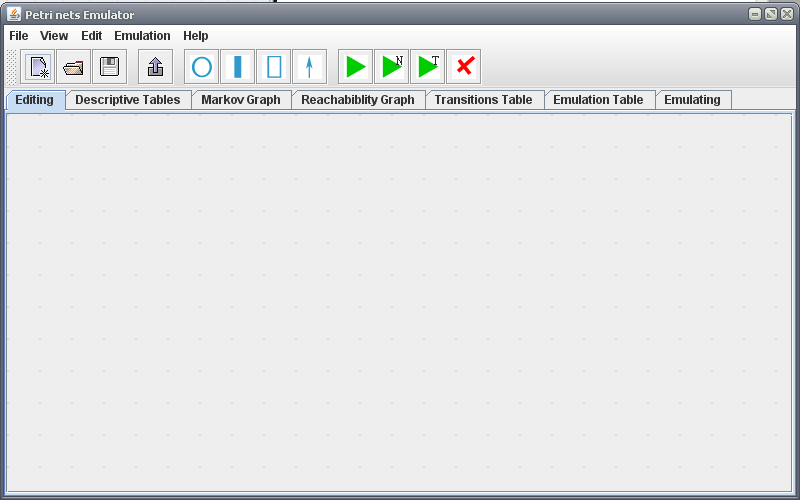 Petri nets Emulator
File View Edit Emulation Help
N T
Editing Descriptive Tables Markov Graph Reachabiblity Graph Transitions Table Emulation Table Emulating